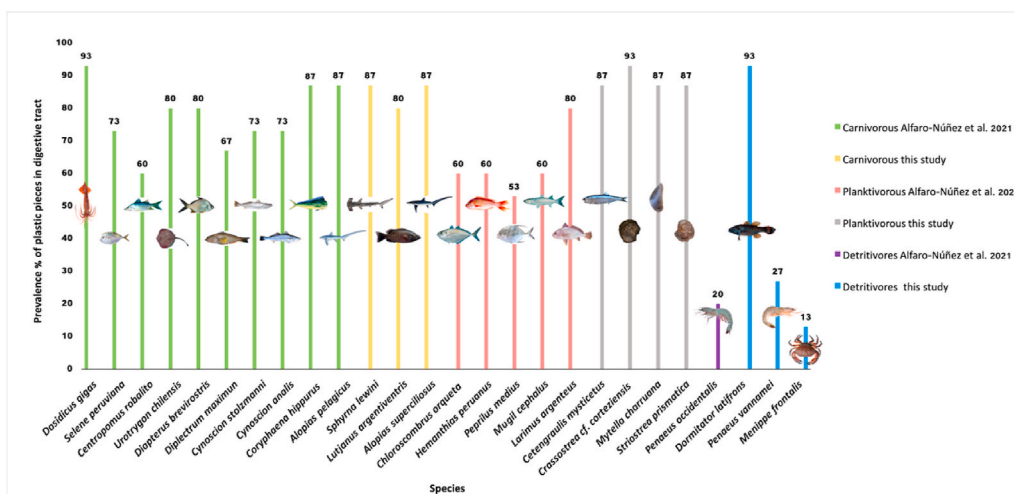 100
90
80
70
60
50
40
30
20
10
0
Prevalence % of plastic pieces in digestive tract
93
73
60
80
80
67
73
73
87
87
87
80
87
60
60
53
60
80
87
93
87
87
20
93
27
13
Dosidicus gigas
Selene peruviana
Centropomus robalito
Urotrygon chilensis
Diapterus brevirostris
Diplectrum maximun
Cynoscion stolzmanni
Cynoscion analis
Coryphaena hippurus
Alopias pelagicus
Sphyrna lewini
Lutjanus argentiventris
Alopias superciliosus
Chloroscombrus orqueta
Hemanthias peruanus
Peprilus medius
Mugil cephalus
Larimus argenteus
Cetengraulis mysticetus
Crassostrea cf. corteziensis
Mytella charruana
Striostrea prismatica
Penaeus occidentalis
Dormitator latifrons
Penaeus vannamei
Menippe frontalis
Species
Carnivorous Alfaro-Núñez et al. 2021
Carnivorous this study
Planktivorous Alfaro-Núñez et al. 202
Planktivorous this study
Detritivores Alfaro-Núñez et al. 2021
Detritivores this study